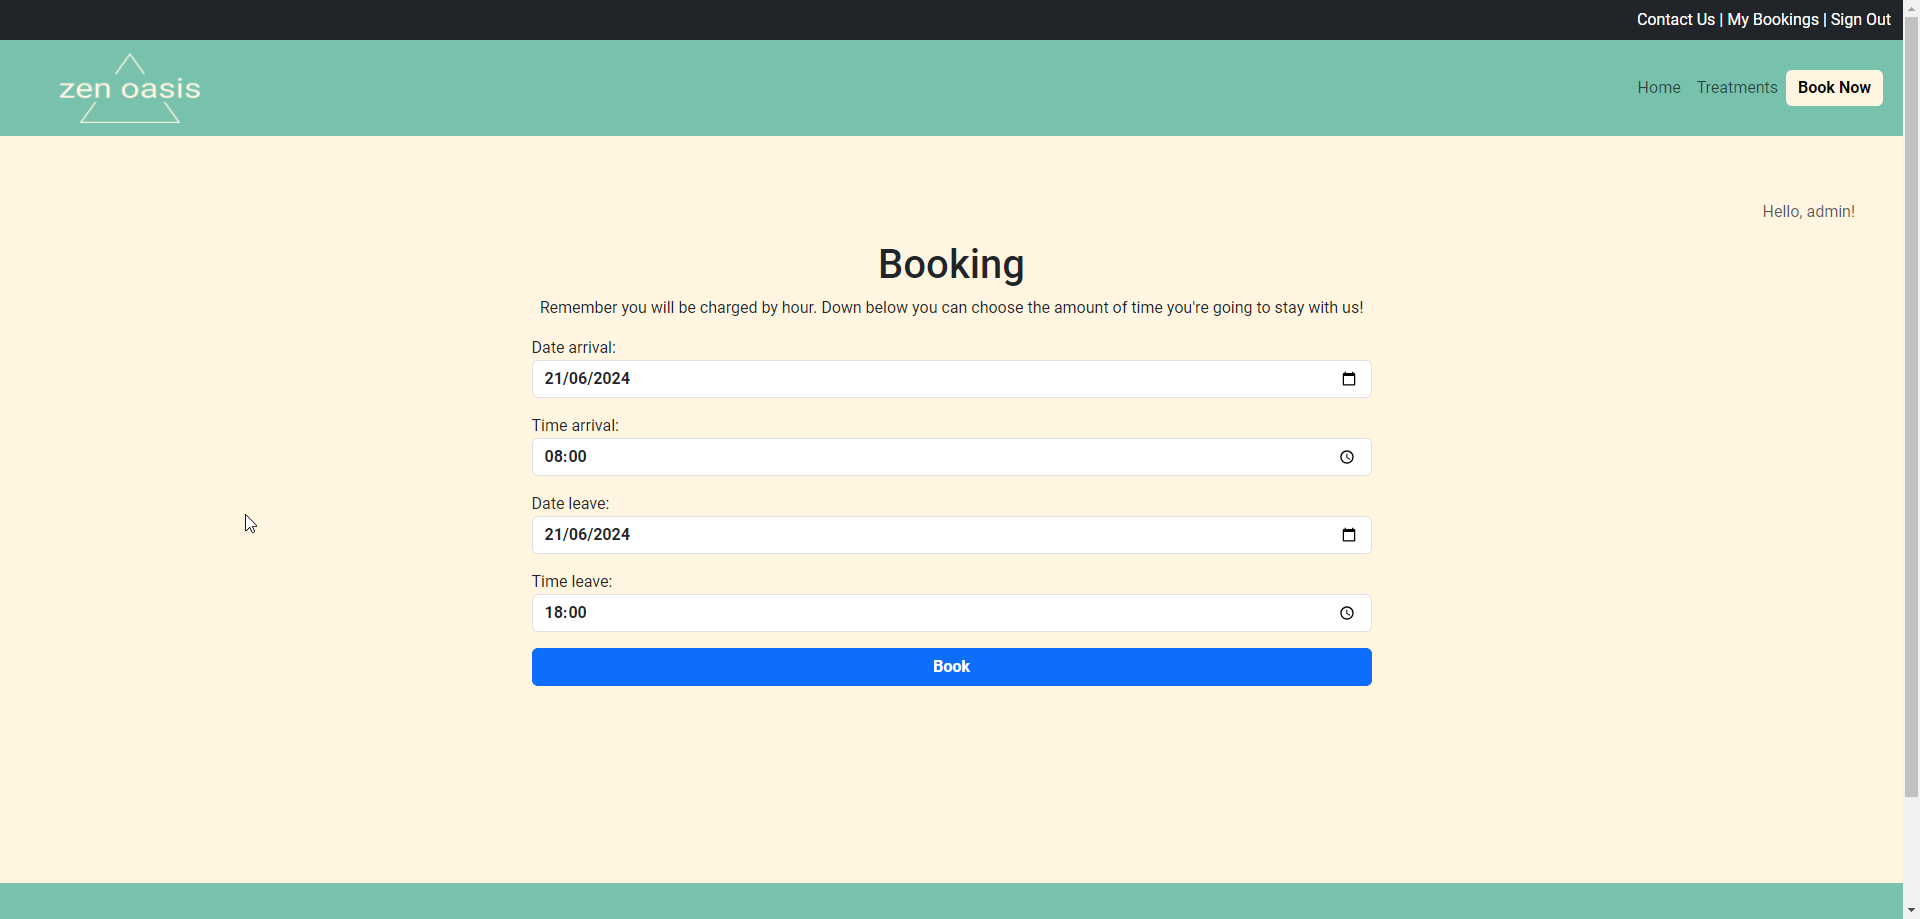 Contact Us | My Bookings | Sign Out
zen oasis
Home Treatments Book Now
Hello, admin!
Booking
Remember you will be charged by hour. Down below you can choose the amount of time you're going to stay with us!
Date arrival:
21/06/2024
Time arrival:
08:00
Date leave:
21/06/2024
Time leave:
18:00
Book